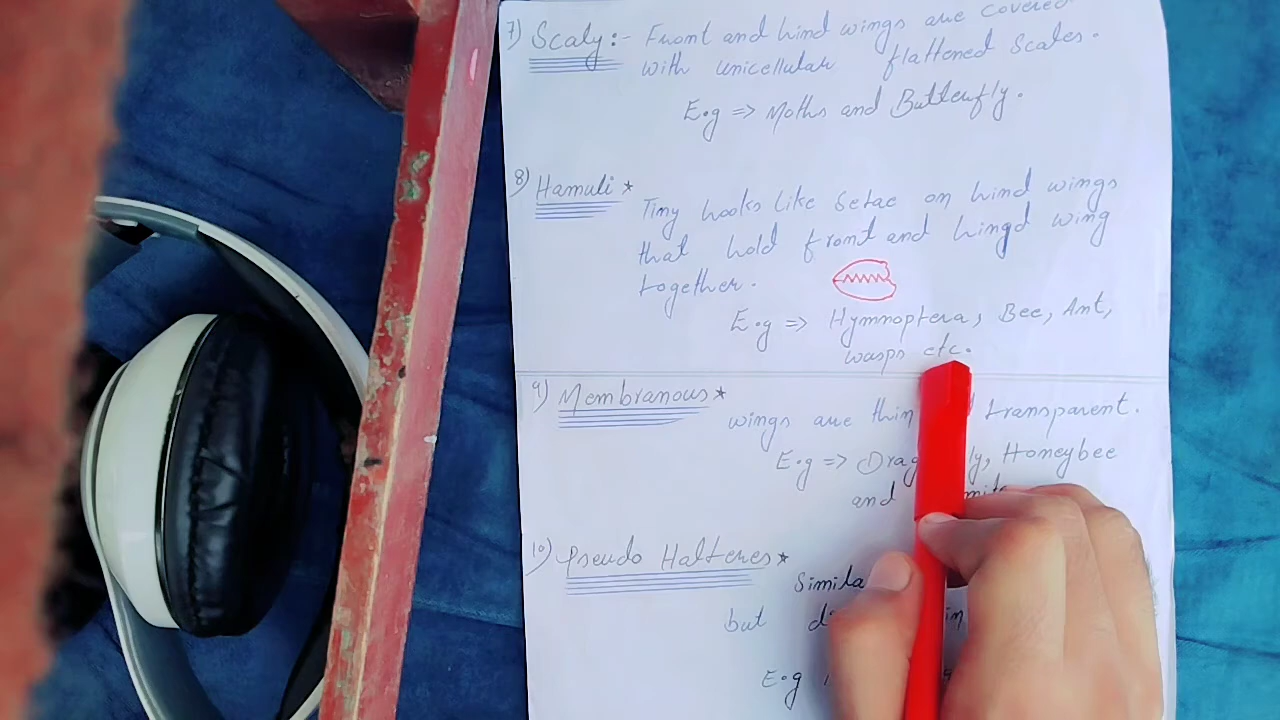 7) Scaly:- Front and hind wings are covered
with unicellular flattened Scales.
E.g => Moths and Butterfly.
8) Hamuli * Tiny hooks like Setae on hind wings
that hold front and hingd wing
together.
E.g => Hymnoptera, Bee, Ant,
wasps etc.
9) Membranous * wings are thin transparent.
E.g => Drag ly, Honeybee
and
10) Pseudo Halteres *
but
E.g